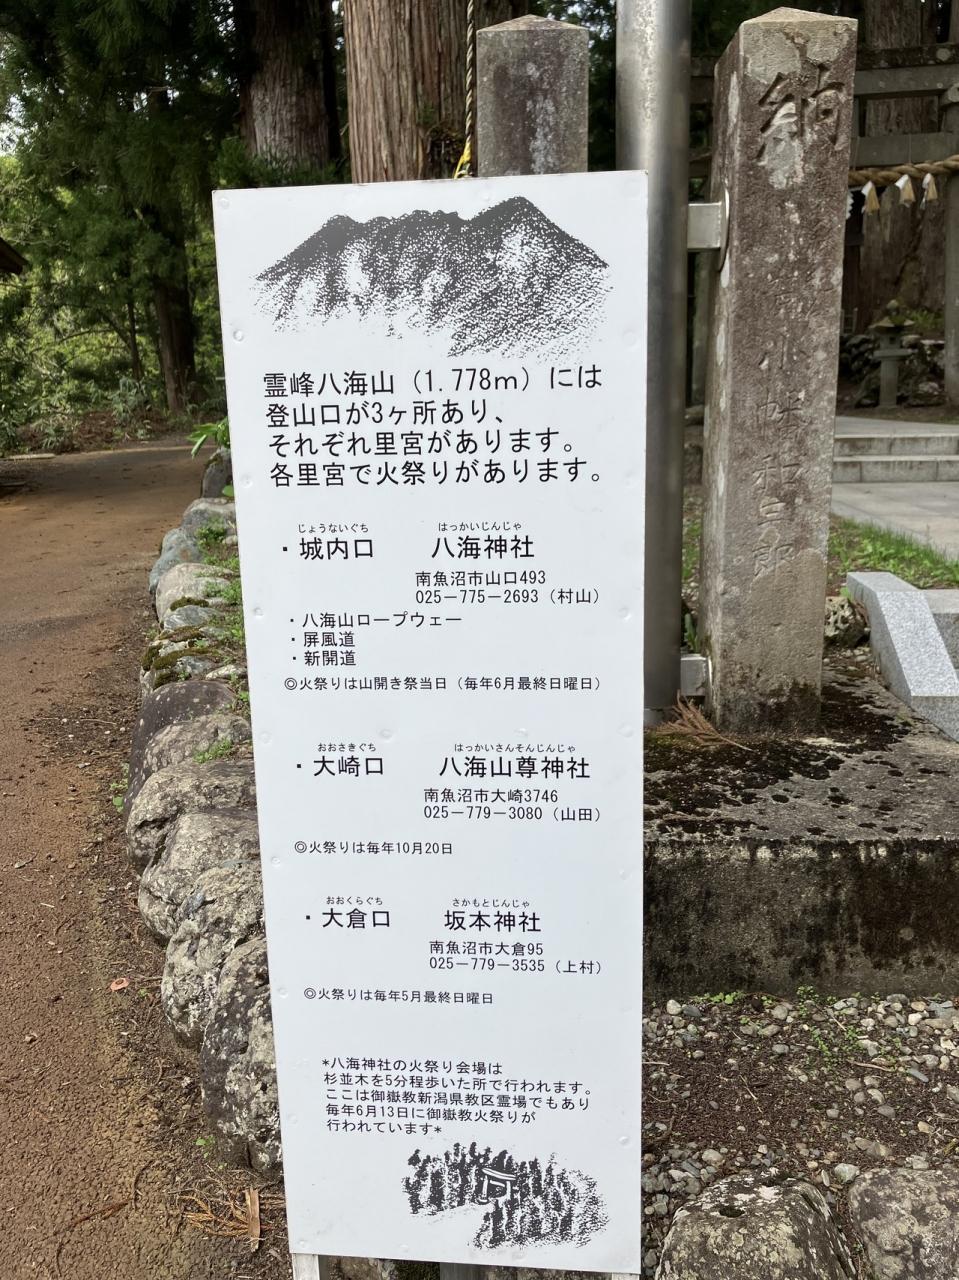 霊峰八海山（1.778m）には
登山口が3ヶ所あり、
それぞれ里宮があります。
各里宮で火祭りがあります。
じょうないぐち はっかいじんじゃ
・城内口 八海神社
南魚沼市山口493
025－775－2693（村山）
・八海山ロープウェー
・屏風道
・新開道
◎火祭りは山開き祭当日（毎年6月最終日曜日）
おおさきぐち はっかいさんそんじんじゃ
・大崎口 八海山尊神社
南魚沼市大崎3746
025－779－3080（山田）
◎火祭りは毎年10月20日
おおくらぐち さかもとじんじゃ
・大倉口 坂本神社
南魚沼市大倉95
025－779－3535（上村）
◎火祭りは毎年5月最終日曜日
*八海神社の火祭り会場は
杉並木を5分程歩いた所で行われます。
ここは御嶽教新潟県教区霊場でもあり
毎年6月13日に御嶽教火祭りが
行われています*
納